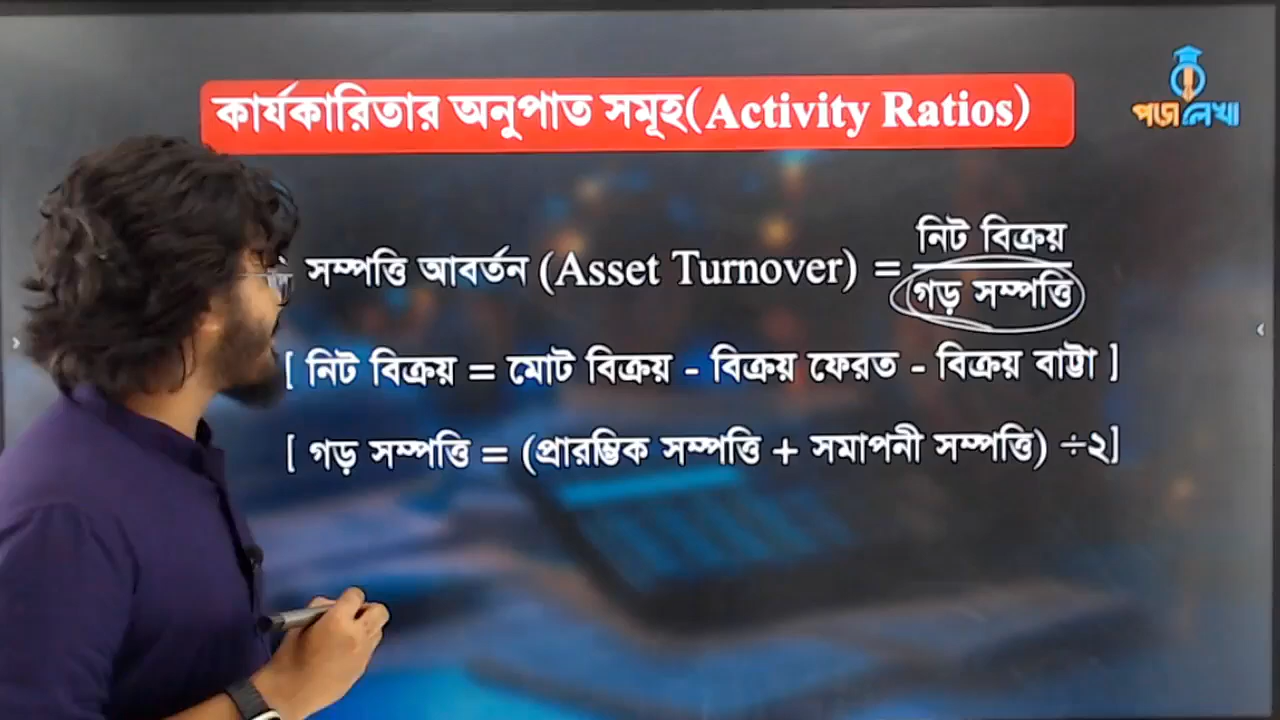 কার্যকারিতার অনুপাত সমূহ(Activity Ratios)
পড়ালেখা
সম্পত্তি আবর্তন (Asset Turnover) = নিট বিক্রয়
গড় সম্পত্তি
[ নিট বিক্রয় = মোট বিক্রয় - বিক্রয় ফেরত - বিক্রয় বাট্টা ]
[ গড় সম্পত্তি = (প্রারম্ভিক সম্পত্তি + সমাপনী সম্পত্তি) ÷২]